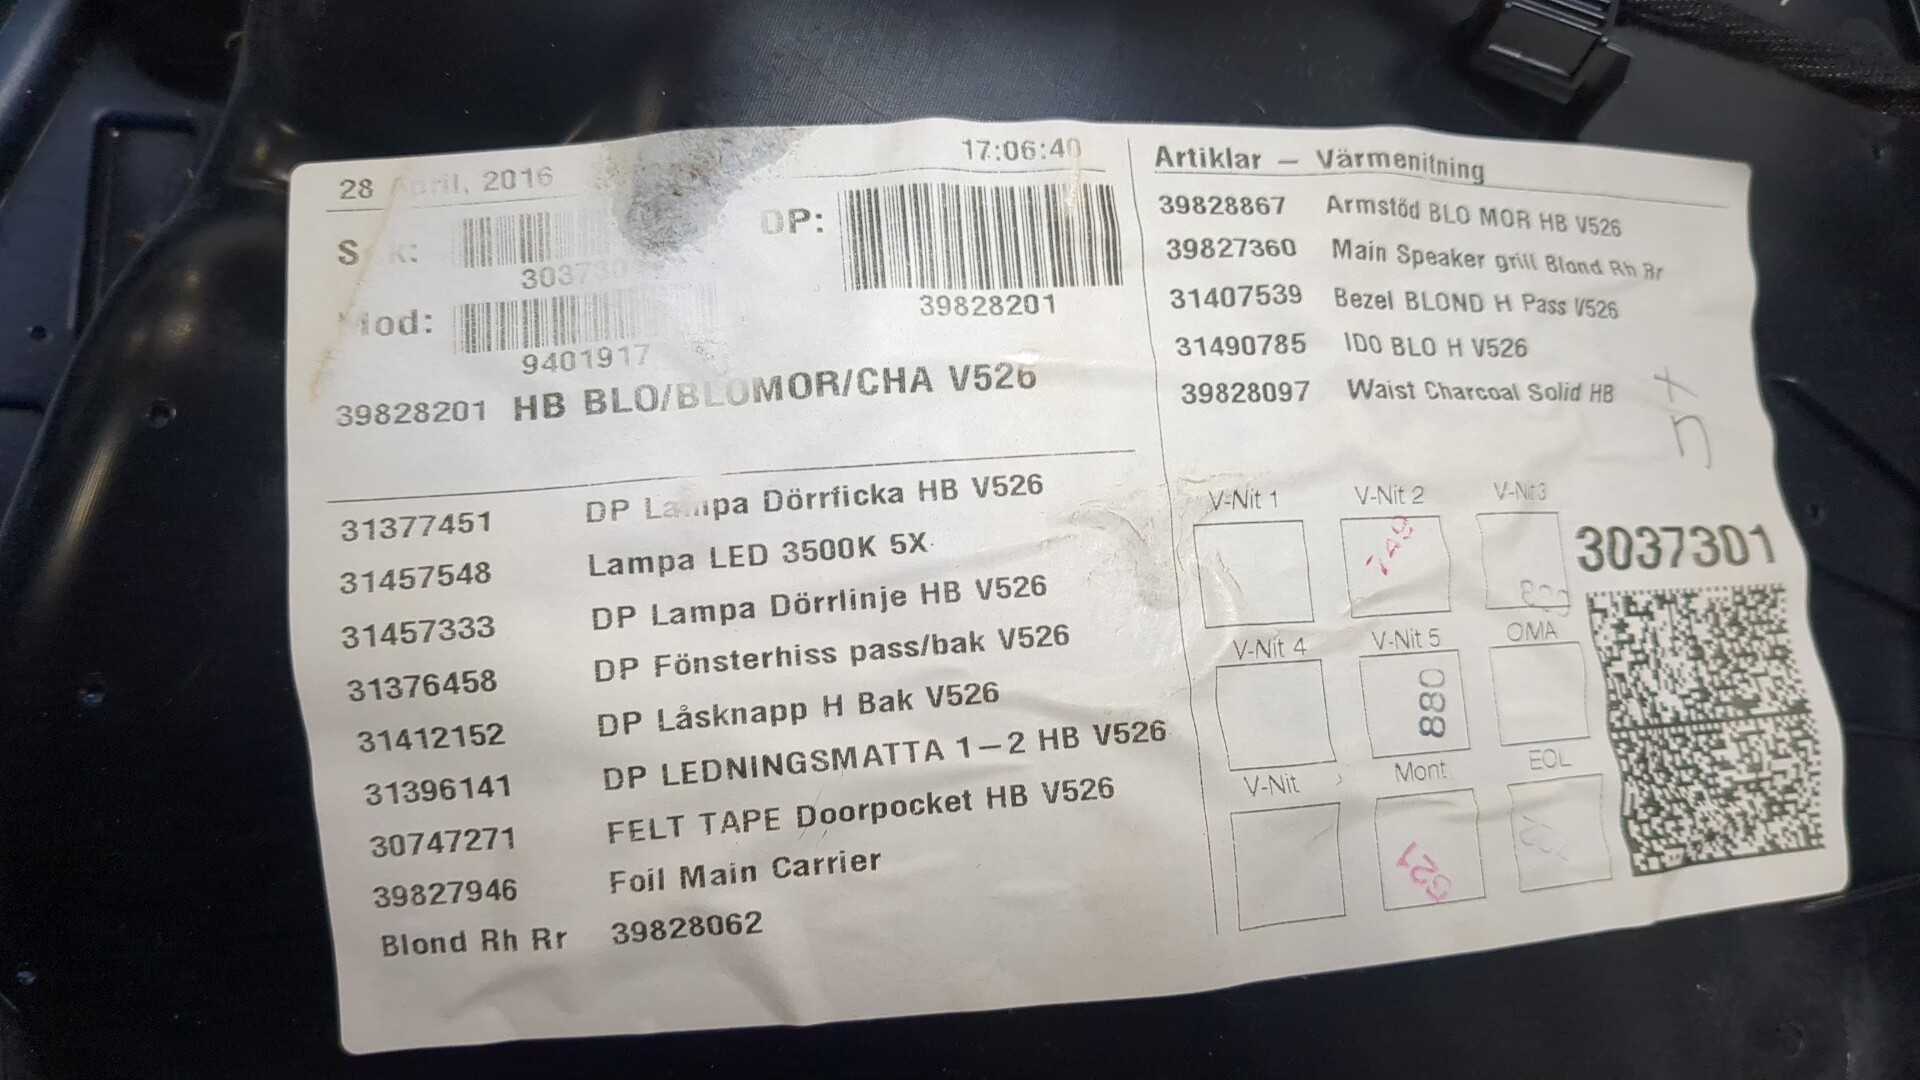 28 April, 2016
17:06:40
DP:
39828201
Mod:
9401917
39828201 HB BLO/BLOMOR/CHA V526
31377451 DP Lampa Dörrficka HB V526
31457548 Lampa LED 3500K 5X
31457333 DP Lampa Dörrlinje HB V526
31376458 DP Fönsterhiss pass/bak V526
31412152 DP Låsknapp H Bak V526
31396141 DP LEDNINGSMATTA 1-2 HB V526
30747271 FELT TAPE Doorpocket HB V526
39827946 Foil Main Carrier
Blond Rh Rr 39828062
Artiklar – Värmenitning
39828867 Armstöd BLO MOR HB V526
39827360 Main Speaker grill Blond Rh Rr
31407539 Bezel BLOND H Pass V526
31490785 IDO BLO H V526
39828097 Waist Charcoal Solid HB
V-Nit 1 V-Nit 2 V-Nit 3
749
3037301
V-Nit 4 V-Nit 5 OMA
880
V-Nit Mont EOL
621